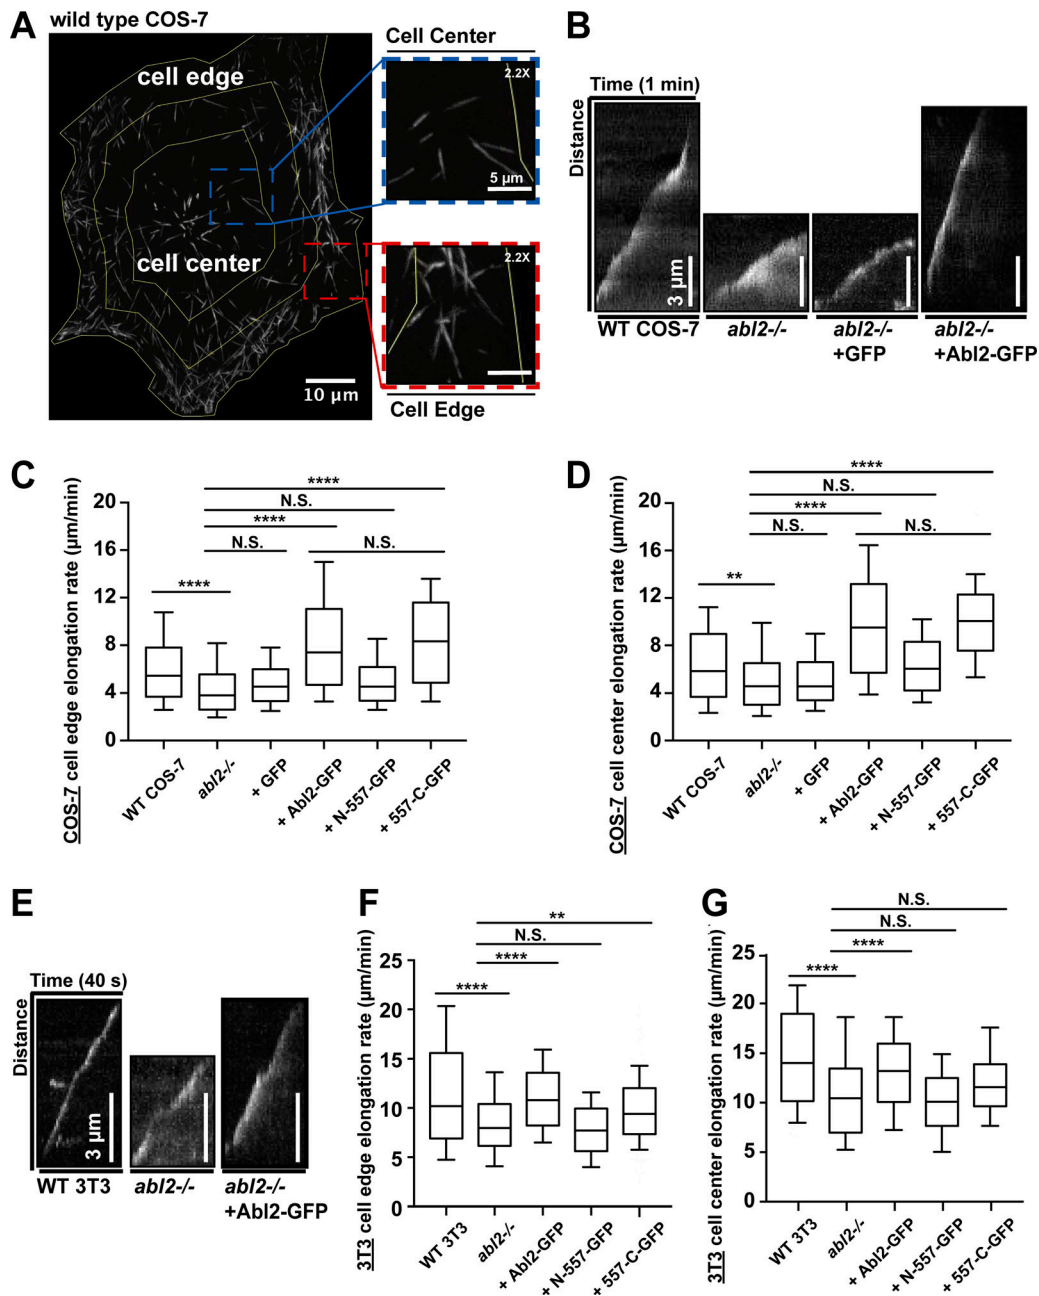 A
wild type COS-7
cell edge
cell center
10 μm
Cell Center
2.2X
5 μm
2.2X
Cell Edge
B
Time (1 min)
Distance
3 μm
WT COS-7
abl2-/-
abl2-/-
+GFP
abl2-/-
+Abl2-GFP
C
COS-7 cell edge elongation rate (μm/min)
20
16
12
8
4
0
****
N.S.
****
N.S.
N.S.
****
WT COS-7
abl2-/-
+ GFP
+ Abl2-GFP
+ N-557-GFP
+ 557-C-GFP
D
COS-7 cell center elongation rate (μm/min)
20
16
12
8
4
0
****
N.S.
****
N.S.
N.S.
**
WT COS-7
abl2-/-
+ GFP
+ Abl2-GFP
+ N-557-GFP
+ 557-C-GFP
E
Time (40 s)
Distance
3 μm
WT 3T3
abl2-/-
abl2-/-
+Abl2-GFP
F
3T3 cell edge elongation rate (μm/min)
25
20
15
10
5
0
**
N.S.
****
****
WT 3T3
abl2-/-
+ Abl2-GFP
+ N-557-GFP
+ 557-C-GFP
G
3T3 cell center elongation rate (μm/min)
25
20
15
10
5
0
N.S.
N.S.
****
****
WT 3T3
abl2-/-
+ Abl2-GFP
+ N-557-GFP
+ 557-C-GFP